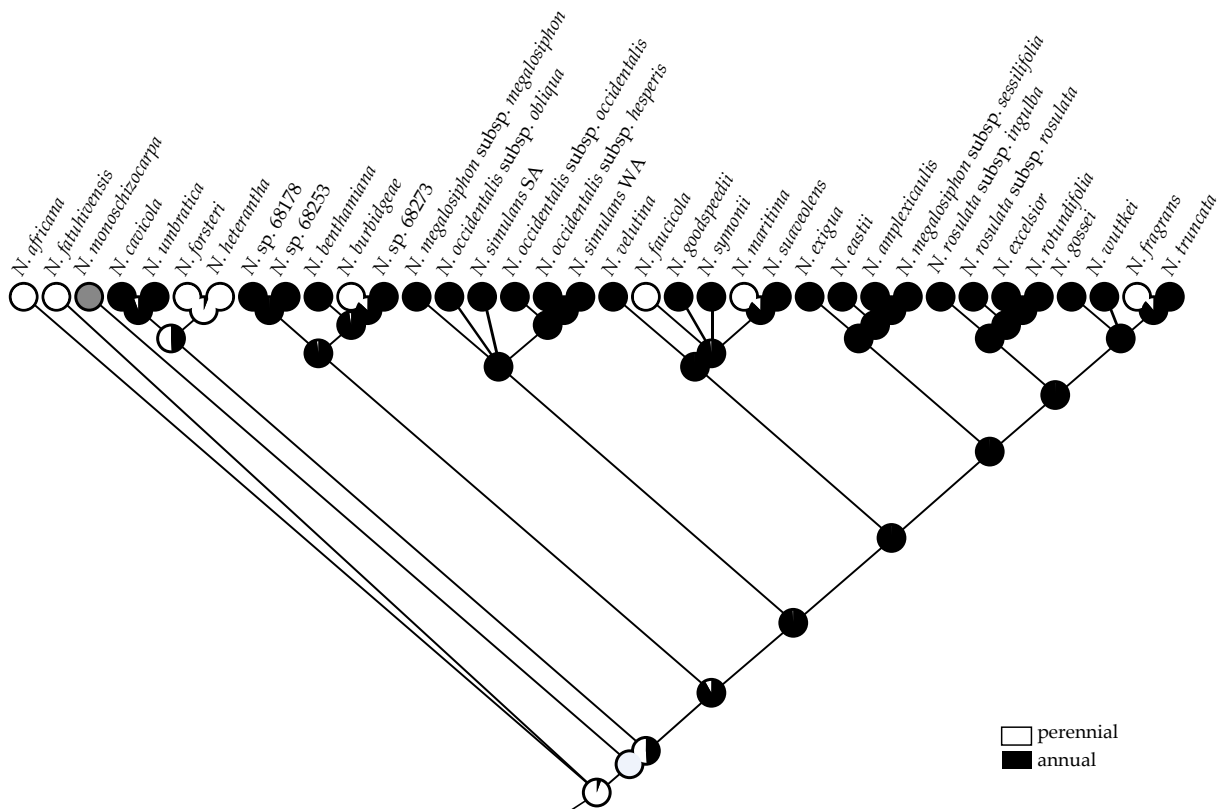 N. africana
N. fatuhivensis
N. monoschizocarpa
N. cavicola
N. umbratica
N. forsteri
N. heterantha
N. sp. 68178
N. sp. 68253
N. benthamiana
N. burbidgeae
N. sp. 68273
N. megalosiphon subsp. megalosiphon
N. occidentalis subsp. obliqua
N. simulans SA
N. occidentalis subsp. occidentalis
N. occidentalis subsp. hesperis
N. simulans WA
N. velutina
N. faucicola
N. goodspeedii
N. symonii
N. maritima
N. suaveolens
N. exigua
N. eastii
N. amplexicaulis
N. megalosiphon subsp. sessilifolia
N. rosulata subsp. ingulba
N. rosulata subsp. rosulata
N. excelsior
N. rotundifolia
N. gossei
N. wuttkei
N. fragrans
N. truncata
perennial
annual